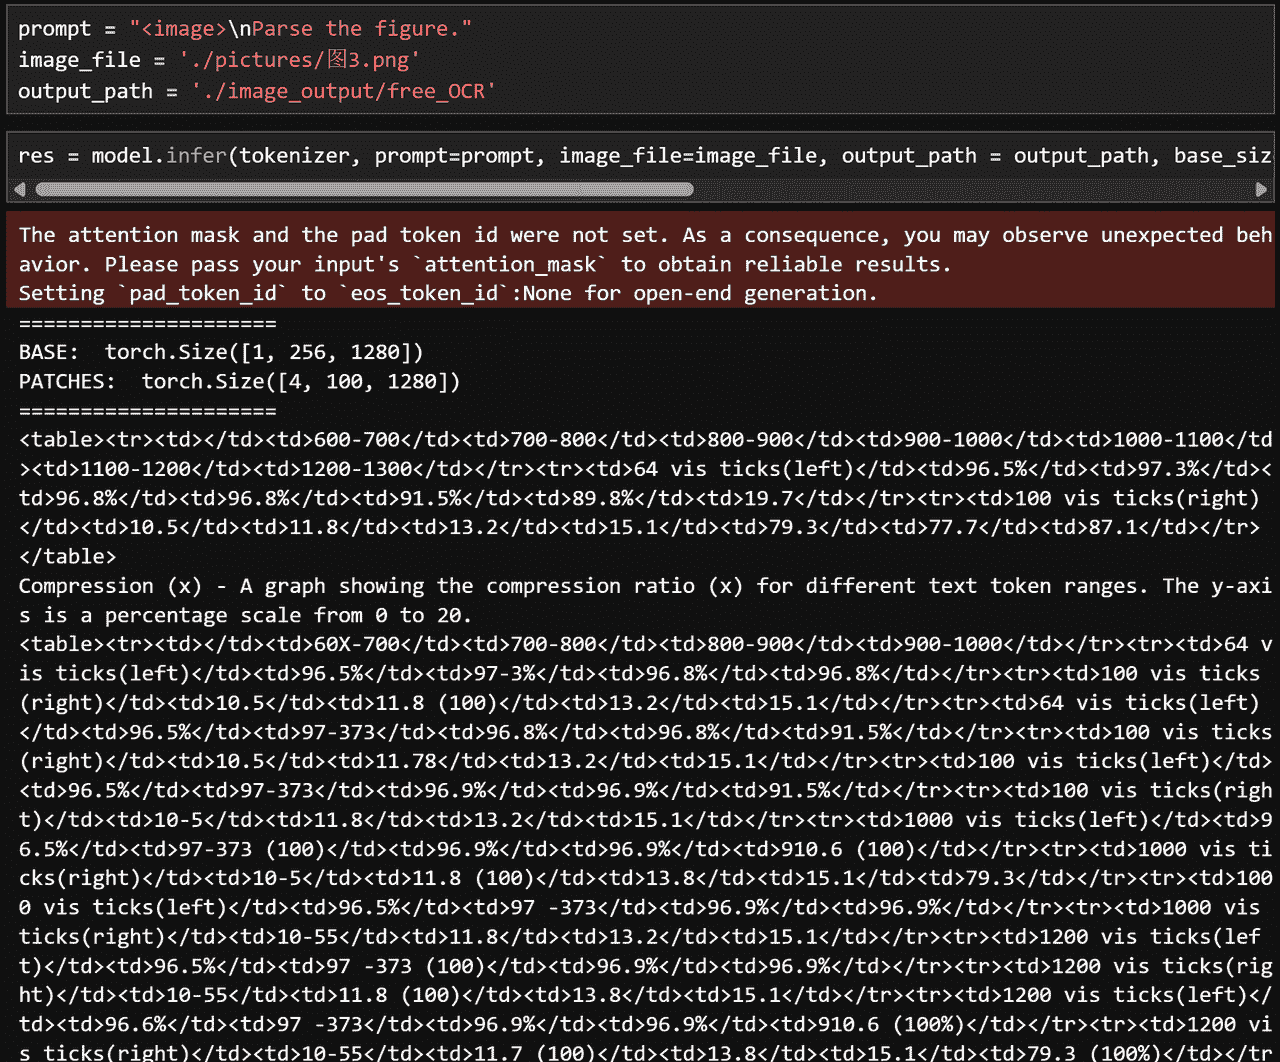 prompt = "<image>\nParse the figure."
image_file = './pictures/图3.png'
output_path = './image_output/free_OCR'
res = model.infer(tokenizer, prompt=prompt, image_file=image_file, output_path = output_path, base_siz
The attention mask and the pad token id were not set. As a consequence, you may observe unexpected beh
avior. Please pass your input's `attention_mask` to obtain reliable results.
Setting `pad_token_id` to `eos_token_id`:None for open-end generation.
=====================
BASE:  torch.Size([1, 256, 1280])
PATCHES:  torch.Size([4, 100, 1280])
=====================
<table><tr><td></td><td>600-700</td><td>700-800</td><td>800-900</td><td>900-1000</td><td>1000-1100</td
><td>1100-1200</td><td>1200-1300</td></tr><tr><td>64 vis ticks(left)</td><td>96.5%</td><td>97.3%</td><
td>96.8%</td><td>96.8%</td><td>91.5%</td><td>89.8%</td><td>19.7</td></tr><tr><td>100 vis ticks(right)
</td><td>10.5</td><td>11.8</td><td>13.2</td><td>15.1</td><td>79.3</td><td>77.7</td><td>87.1</td></tr>
</table>
Compression (x) - A graph showing the compression ratio (x) for different text token ranges. The y-axi
s is a percentage scale from 0 to 20.
<table><tr><td></td><td>60X-700</td><td>700-800</td><td>800-900</td><td>900-1000</td></tr><tr><td>64 v
is ticks(left)</td><td>96.5%</td><td>97-3%</td><td>96.8%</td><td>96.8%</td></tr><tr><td>100 vis ticks
(right)</td><td>10.5</td><td>11.8 (100)</td><td>13.2</td><td>15.1</td></tr><tr><td>64 vis ticks(left)
</td><td>96.5%</td><td>97-373</td><td>96.8%</td><td>96.8%</td><td>91.5%</td></tr><tr><td>100 vis ticks
(right)</td><td>10.5</td><td>11.78</td><td>13.2</td><td>15.1</td></tr><tr><td>100 vis ticks(left)</td>
<td>96.5%</td><td>97-373</td><td>96.9%</td><td>96.9%</td><td>91.5%</td></tr><tr><td>100 vis ticks(righ
t)</td><td>10-5</td><td>11.8</td><td>13.2</td><td>15.1</td></tr><tr><td>1000 vis ticks(left)</td><td>9
6.5%</td><td>97-373 (100)</td><td>96.9%</td><td>96.9%</td><td>910.6 (100)</td></tr><tr><td>1000 vis ti
cks(right)</td><td>10-5</td><td>11.8 (100)</td><td>13.8</td><td>15.1</td><td>79.3</td></tr><tr><td>100
0 vis ticks(left)</td><td>96.5%</td><td>97 -373</td><td>96.9%</td><td>96.9%</td></tr><tr><td>1000 vis
ticks(right)</td><td>10-55</td><td>11.8</td><td>13.2</td><td>15.1</td></tr><tr><td>1200 vis ticks(lef
t)</td><td>96.5%</td><td>97 -373 (100)</td><td>96.9%</td><td>96.9%</td></tr><tr><td>1200 vis ticks(rig
ht)</td><td>10-55</td><td>11.8 (100)</td><td>13.8</td><td>15.1</td></tr><tr><td>1200 vis ticks(left)</
td><td>96.6%</td><td>97 -373</td><td>96.9%</td><td>96.9%</td><td>910.6 (100%)</td></tr><tr><td>1200 vi
s ticks(right)</td><td>10-55</td><td>11.7 (100)</td><td>13.8</td><td>15.1</td><td>79.3 (100%)</td></tr